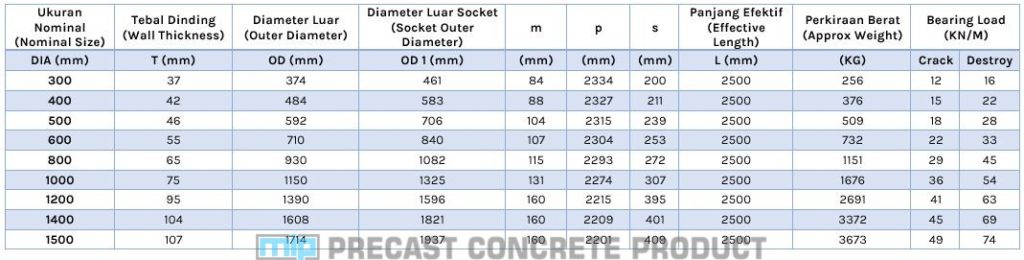 Ukuran Nominal (Nominal Size) Tebal Dinding (Wall Thickness) Diameter Luar (Outer Diameter) Diameter Luar Socket (Socket Outer Diameter) m p s Panjang Efektif (Effective Length) Perkiraan Berat (Approx Weight) Bearing Load (KN/M)
DIA (mm) T (mm) OD (mm) OD 1 (mm) (mm) (mm) (mm) L (mm) (KG) Crack Destroy
300 37 374 461 84 2334 200 2500 256 12 16
400 42 484 583 88 2327 211 2500 376 15 22
500 46 592 706 104 2315 239 2500 509 18 28
600 55 710 840 107 2304 253 2500 732 22 33
800 65 930 1082 115 2293 272 2500 1151 29 45
1000 75 1150 1325 131 2274 307 2500 1676 36 54
1200 95 1390 1596 160 2215 395 2500 2691 41 63
1400 104 1608 1821 160 2209 401 2500 3372 45 69
1500 107 1714 1937 160 2201 409 2500 3673 49 74
mip PRECAST CONCRETE PRODUCT